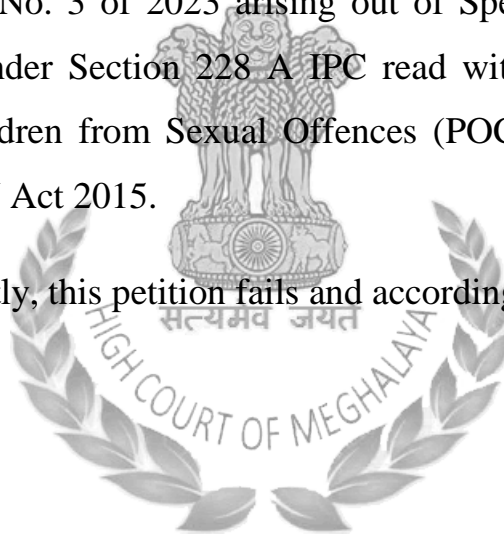 No. 3 of 2023 arising out of Spe
nder Section 228 A IPC read wit
dren from Sexual Offences (POC
Act 2015.
tly, this petition fails and according
सत्यमेव जयते
HIGH COURT OF MEGHALAYA